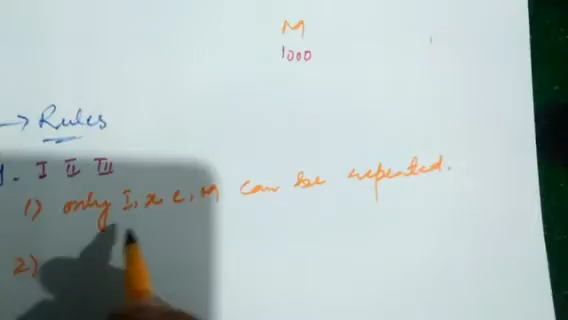 M
1000
→ Rules
I II III
1) only I, x, c, M can be repeated.
2)